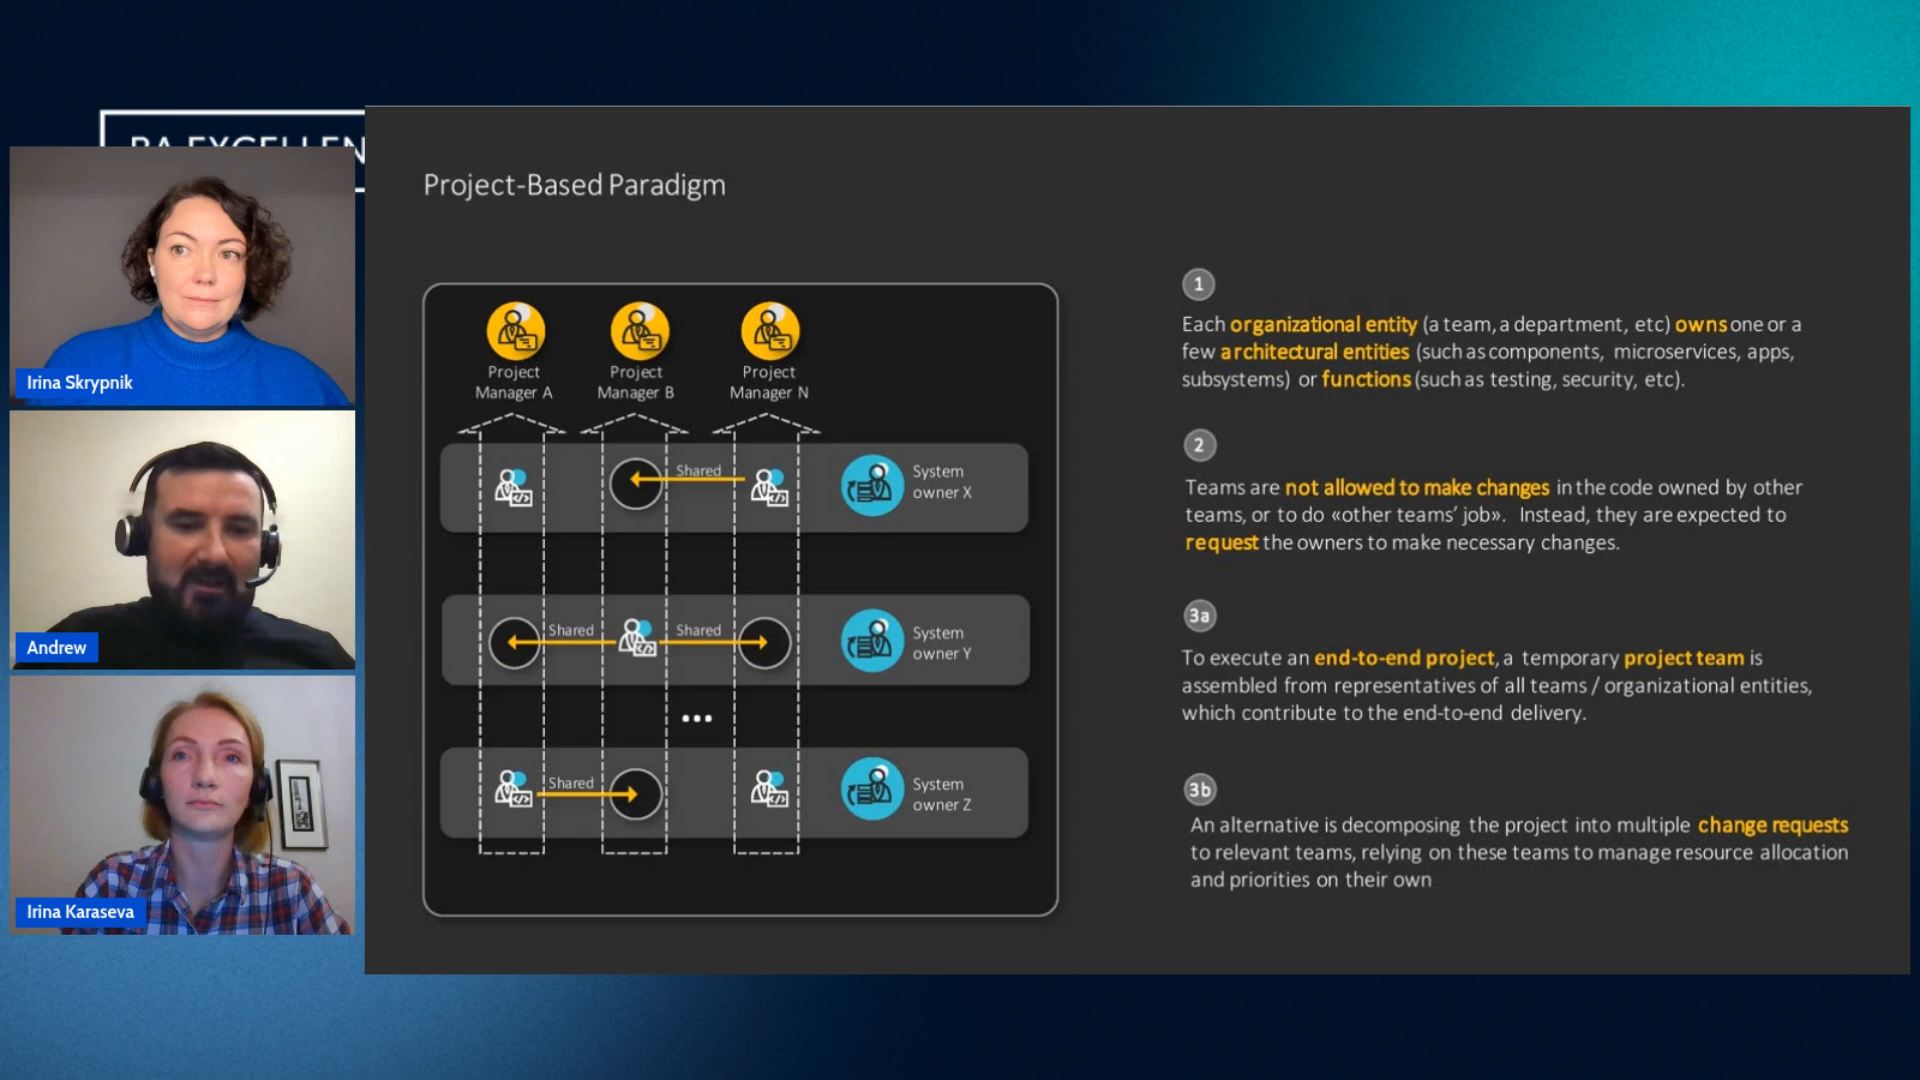 Project-Based Paradigm
Project
Manager A
Project
Manager B
Project
Manager N
Shared
System
owner X
Shared
Shared
System
owner Y
...
Shared
System
owner Z
1
Each organizational entity (a team, a department, etc) owns one or a
few architectural entities (such as components, microservices, apps,
subsystems) or functions (such as testing, security, etc).
2
Teams are not allowed to make changes in the code owned by other
teams, or to do «other teams' job». Instead, they are expected to
request the owners to make necessary changes.
3a
To execute an end-to-end project, a temporary project team is
assembled from representatives of all teams / organizational entities,
which contribute to the end-to-end delivery.
3b
An alternative is decomposing the project into multiple change requests
to relevant teams, relying on these teams to manage resource allocation
and priorities on their own
Irina Skrypnik
Andrew
Irina Karaseva